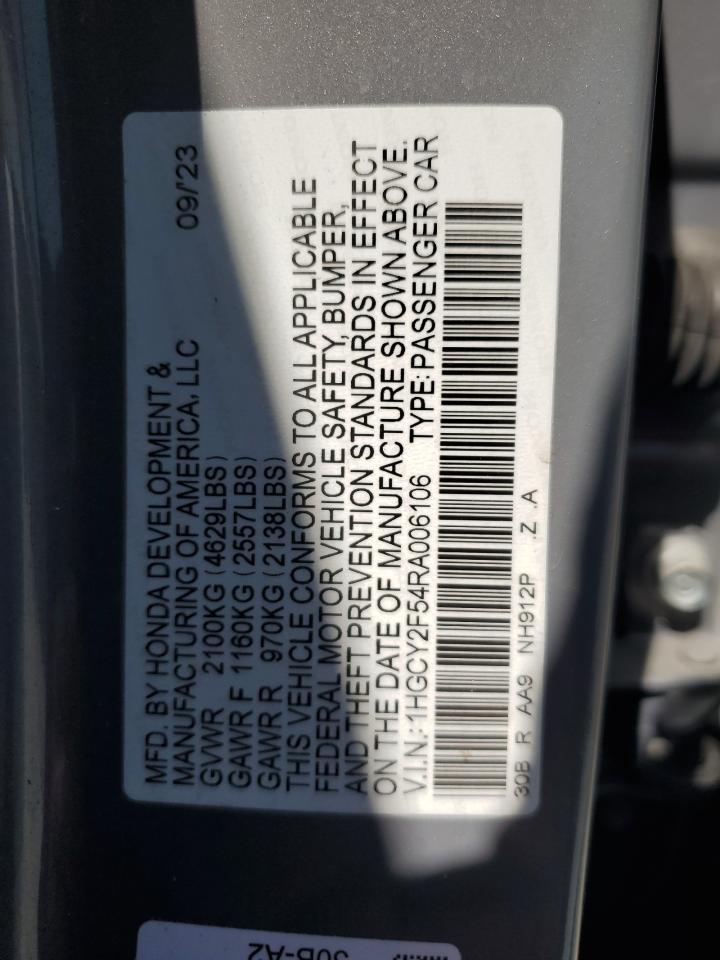 MFD. BY HONDA DEVELOPMENT &
MANUFACTURING OF AMERICA, LLC 09/'23
GVWR 2100KG (4629LBS)
GAWR F 1160KG (2557LBS)
GAWR R 970KG (2138LBS)
THIS VEHICLE CONFORMS TO ALL APPLICABLE
FEDERAL MOTOR VEHICLE SAFETY, BUMPER,
AND THEFT PREVENTION STANDARDS IN EFFECT
ON THE DATE OF MANUFACTURE SHOWN ABOVE.
V.I.N.: 1HGCY2F54RA006106 TYPE: PASSENGER CAR
30B R AA9 NH912P .Z .A
30B-A2